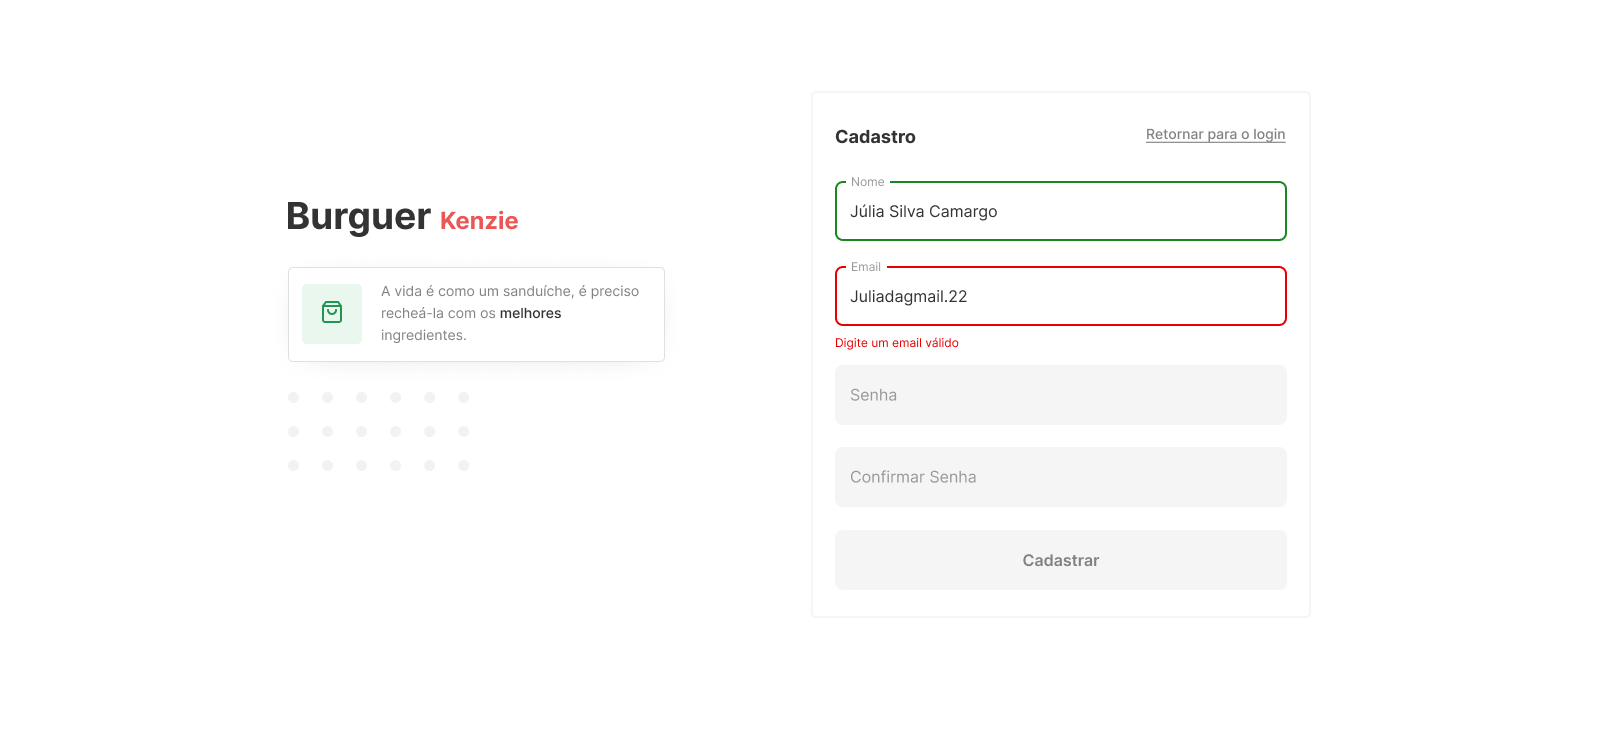 Burguer Kenzie
A vida é como um sanduíche, é preciso
recheá-la com os melhores
ingredientes.
Cadastro
Retornar para o login
Nome
Júlia Silva Camargo
Email
Juliadagmail.22
Digite um email válido
Senha
Confirmar Senha
Cadastrar